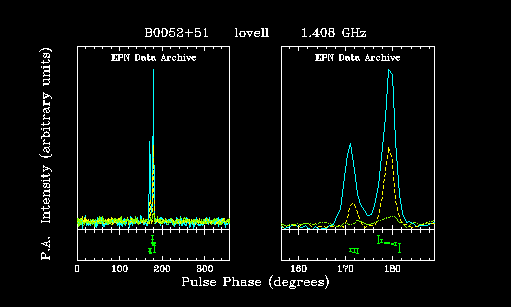 B0052+51 lovell 1.408 GHz
EPN Data Archive EPN Data Archive
P.A. Intensity (arbitrary units)
0 100 200 300 160 170 180
Pulse Phase (degrees)